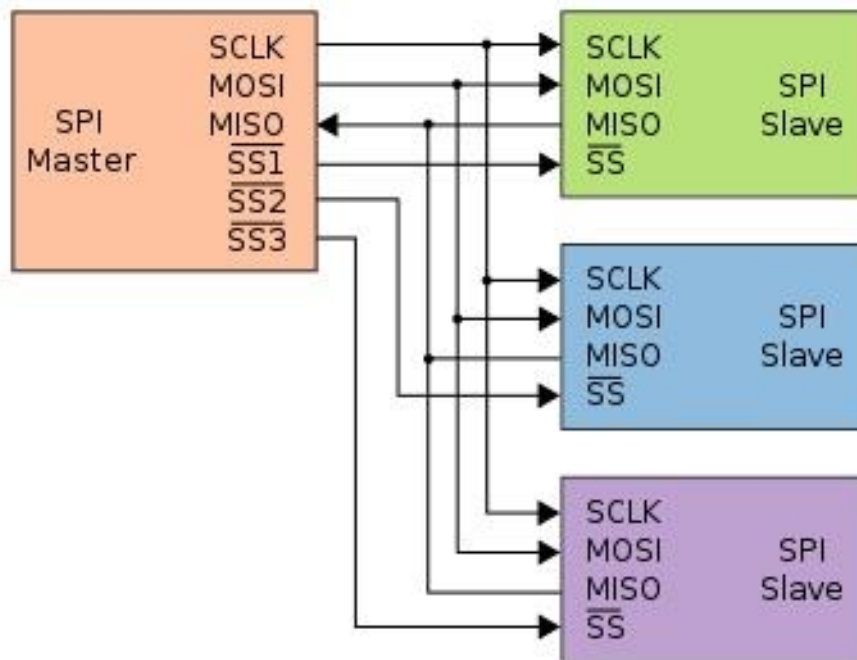 SPI
Master
SCLK
MOSI
MISO
SS1
SS2
SS3
SCLK
MOSI
MISO
SS
SPI
Slave
SCLK
MOSI
MISO
SS
SPI
Slave
SCLK
MOSI
MISO
SS
SPI
Slave